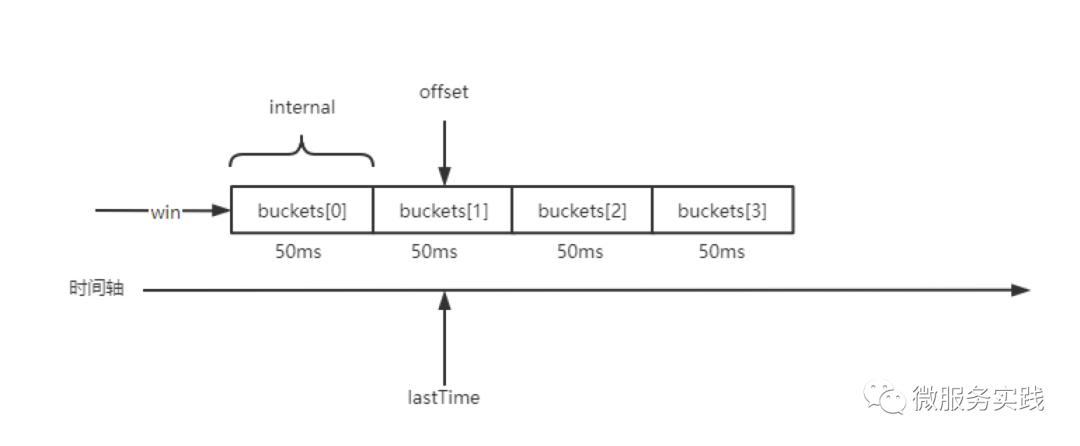 offset
internal
win
buckets[0] buckets[1] buckets[2] buckets[3]
50ms 50ms 50ms 50ms
时间轴
lastTime
微服务实践